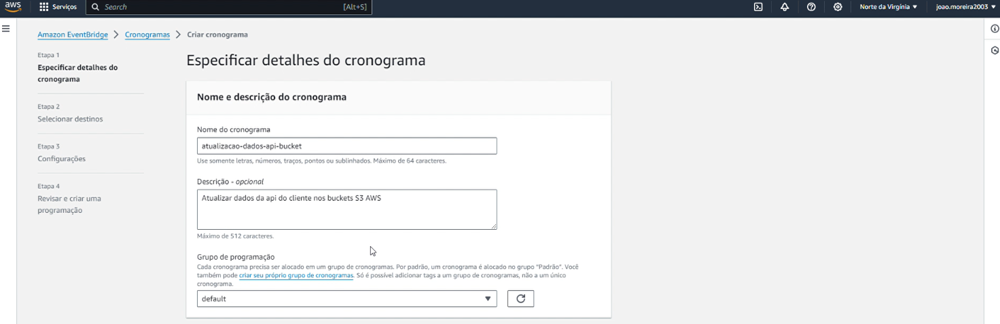 aws
Serviços
Search
[Alt+S]
Norte da Virgínia
joao.moreira2003
Amazon EventBridge
Cronogramas
Criar cronograma
Etapa 1
Especificar detalhes do
cronograma
Etapa 2
Selecionar destinos
Etapa 3
Configurações
Etapa 4
Revisar e criar uma
programação
Especificar detalhes do cronograma
Nome e descrição do cronograma
Nome do cronograma
atualizacao-dados-api-bucket
Use somente letras, números, traços, pontos ou sublinhados. Máximo de 64 caracteres.
Descrição - opcional
Atualizar dados da api do cliente nos buckets S3 AWS
Máximo de 512 caracteres.
Grupo de programação
Cada cronograma precisa ser alocado em um grupo de cronogramas. Por padrão, um cronograma é alocado no grupo "Padrão". Você
também pode criar seu próprio grupo de cronogramas. Só é possível adicionar tags a um grupo de cronogramas, não a um único
cronograma.
default